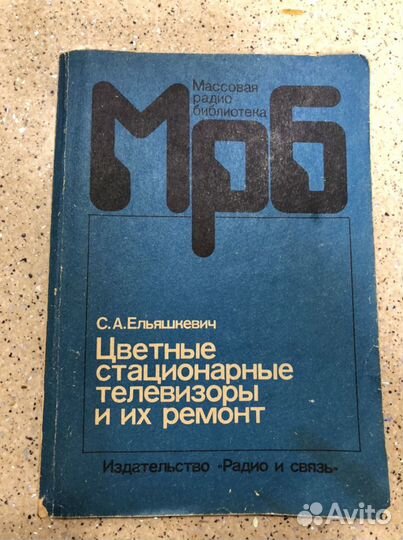 Массовая
радио
библиотека
Мрб
С.А.Ельяшкевич
Цветные
стационарные
телевизоры
и их ремонт
Издательство «Радио и связь»
Avito